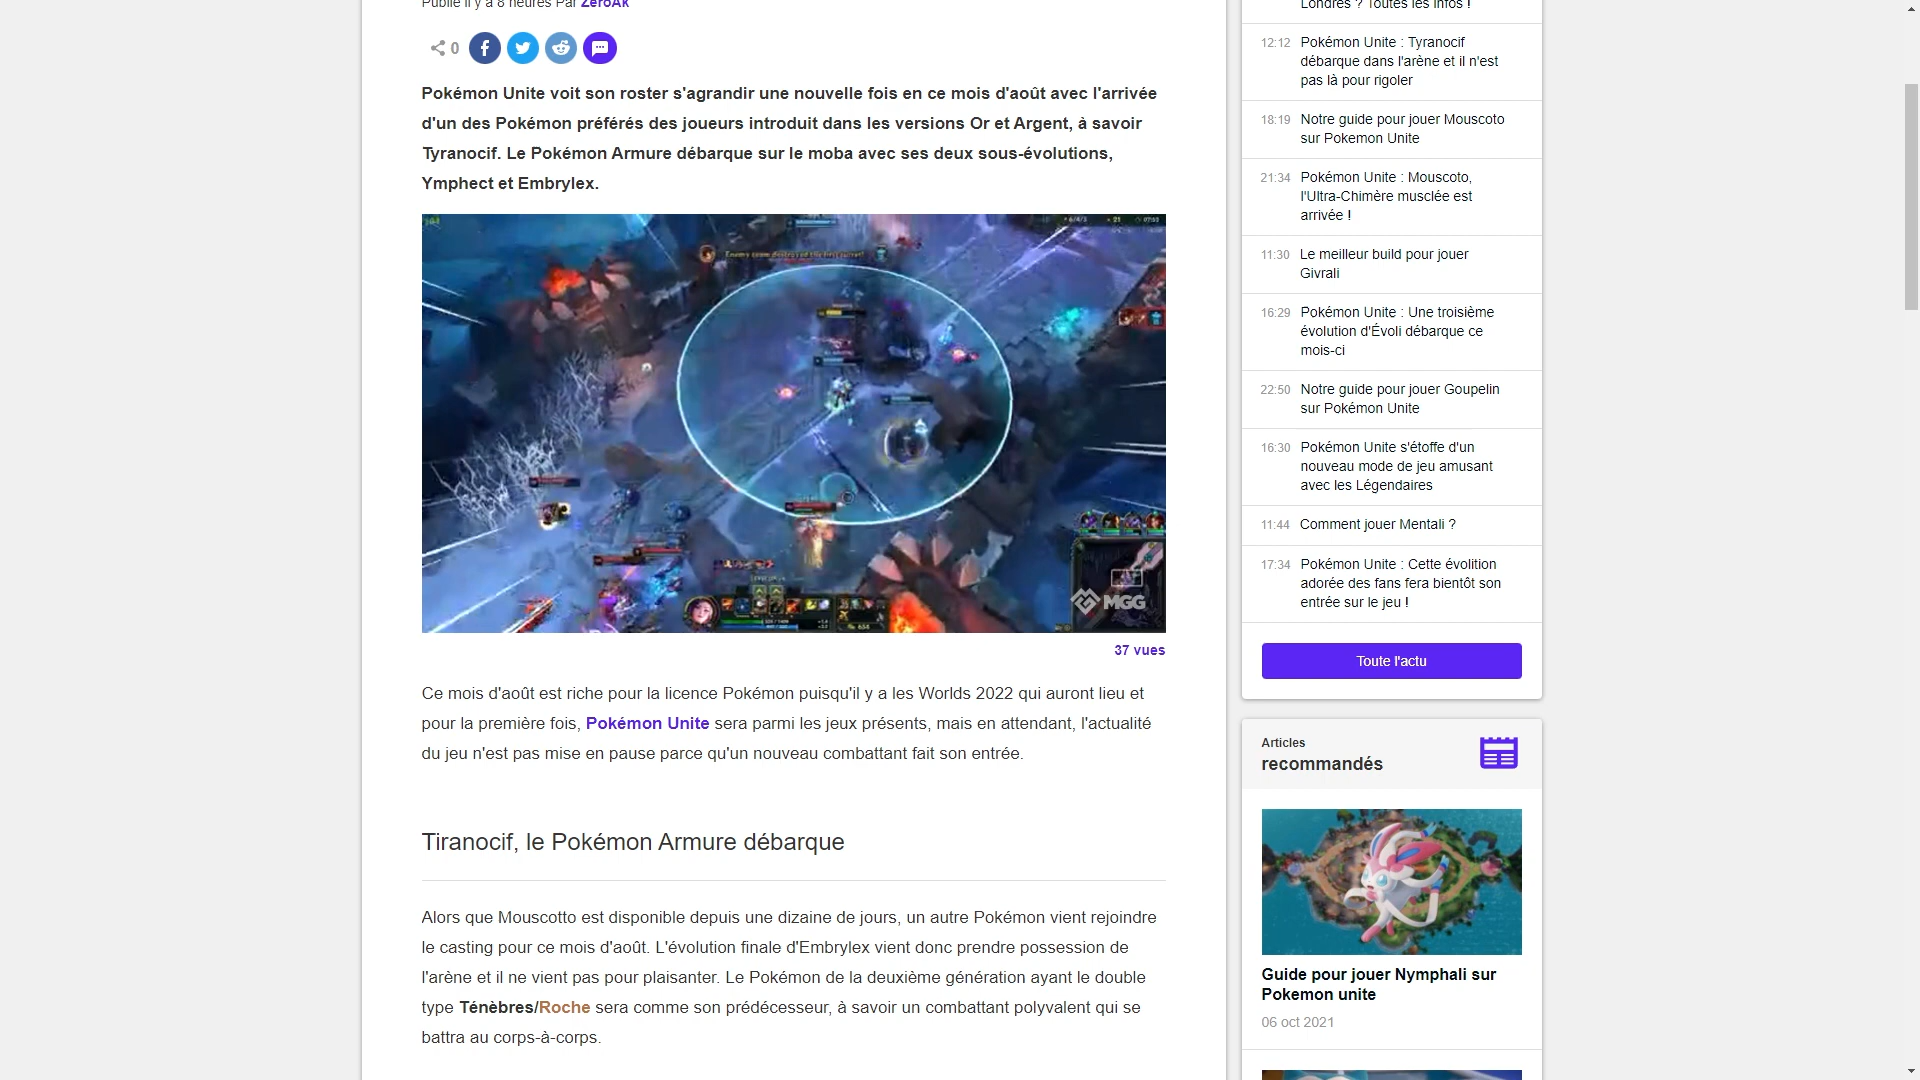 Publié il y a 8 heures Par ZeroAk
0
Pokémon Unite voit son roster s'agrandir une nouvelle fois en ce mois d'août avec l'arrivée
d'un des Pokémon préférés des joueurs introduit dans les versions Or et Argent, à savoir
Tyranocif. Le Pokémon Armure débarque sur le moba avec ses deux sous-évolutions,
Ymphect et Embrylex.
MGG
37 vues
Ce mois d'août est riche pour la licence Pokémon puisqu'il y a les Worlds 2022 qui auront lieu et
pour la première fois, Pokémon Unite sera parmi les jeux présents, mais en attendant, l'actualité
du jeu n'est pas mise en pause parce qu'un nouveau combattant fait son entrée.
Tiranocif, le Pokémon Armure débarque
Alors que Mouscotto est disponible depuis une dizaine de jours, un autre Pokémon vient rejoindre
le casting pour ce mois d'août. L'évolution finale d'Embrylex vient donc prendre possession de
l'arène et il ne vient pas pour plaisanter. Le Pokémon de la deuxième génération ayant le double
type Ténèbres/Roche sera comme son prédécesseur, à savoir un combattant polyvalent qui se
battra au corps-à-corps.
Londres ? Toutes les infos !
12:12 Pokémon Unite : Tyranocif
débarque dans l'arène et il n'est
pas là pour rigoler
18:19 Notre guide pour jouer Mouscoto
sur Pokemon Unite
21:34 Pokémon Unite : Mouscoto,
l'Ultra-Chimère musclée est
arrivée !
11:30 Le meilleur build pour jouer
Givrali
16:29 Pokémon Unite : Une troisième
évolution d'Évoli débarque ce
mois-ci
22:50 Notre guide pour jouer Goupelin
sur Pokémon Unite
16:30 Pokémon Unite s'étoffe d'un
nouveau mode de jeu amusant
avec les Légendaires
11:44 Comment jouer Mentali ?
17:34 Pokémon Unite : Cette évolition
adorée des fans fera bientôt son
entrée sur le jeu !
Toute l'actu
Articles
recommandés
Guide pour jouer Nymphali sur
Pokemon unite
06 oct 2021